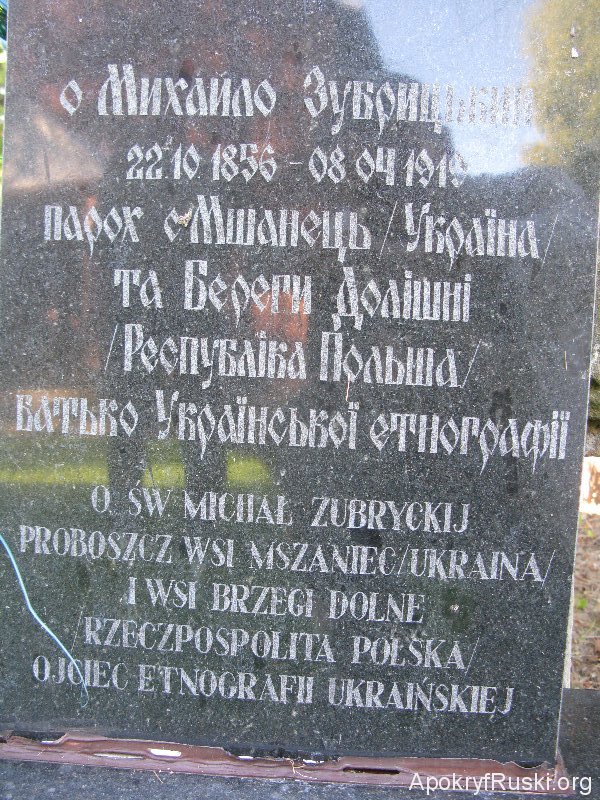 о Михайло Зубрицький
22.10.1856 - 08 04 1919
парох с Мшанець /Україна/
та Береги Долішні
/Республіка Польша/
батько Української етнографії
O. ŚW MICHAŁ ZUBRYCKIJ
PROBOSZCZ WSI MSZANIEC/UKRAINA/
I WSI BRZEGI DOLNE
/RZECZPOSPOLITA POLSKA/
OJCIEC ETNOGRAFII UKRAIŃSKIEJ
ApokryfRuski.org